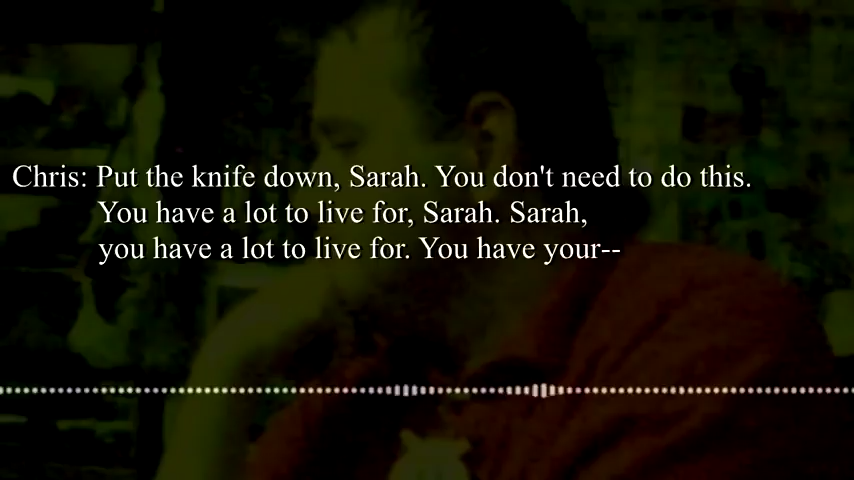 Chris: Put the knife down, Sarah. You don't need to do this.
You have a lot to live for, Sarah. Sarah,
you have a lot to live for. You have your--